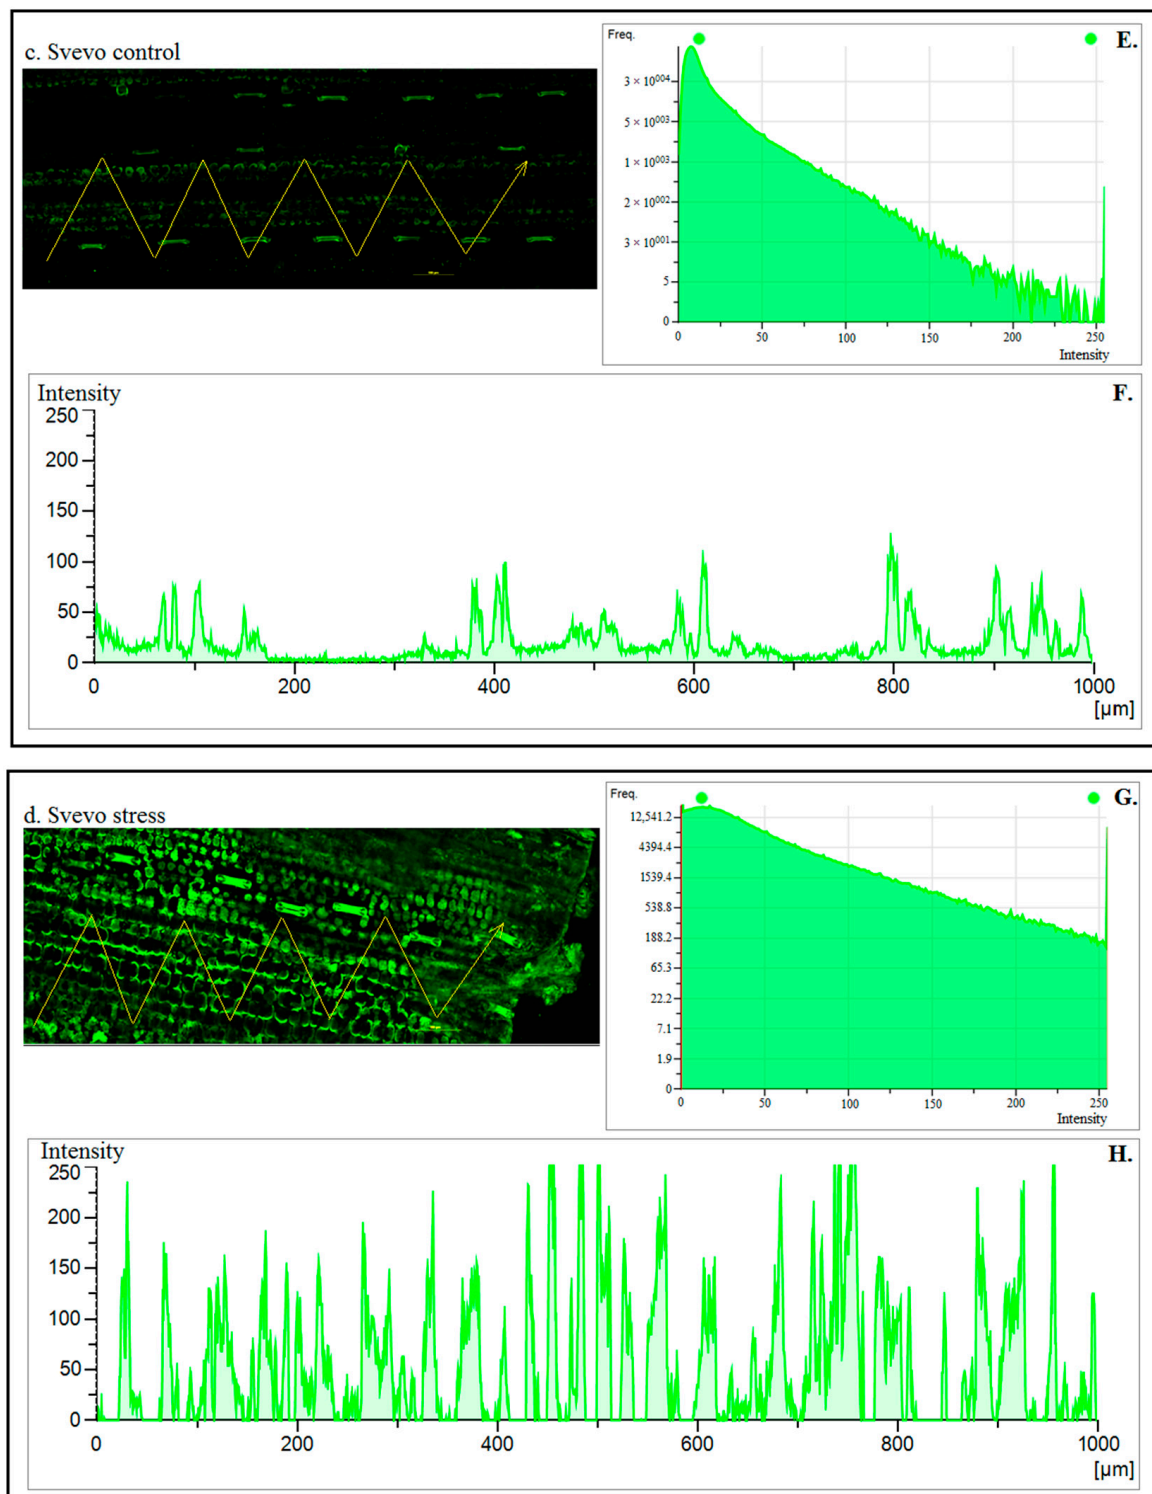 c. Svevo control
E.
Freq.
3 × 10⁰⁰⁴
5 × 10⁰⁰³
1 × 10⁰⁰³
2 × 10⁰⁰²
3 × 10⁰⁰¹
5
0
0 50 100 150 200 250
Intensity
F.
Intensity
250
200
150
100
50
0
0 200 400 600 800 1000
[µm]
d. Svevo stress
G.
Freq.
12,541.2
4394.4
1539.4
538.8
188.2
65.3
22.2
7.1
1.9
0
0 50 100 150 200 250
Intensity
H.
Intensity
250
200
150
100
50
0
0 200 400 600 800 1000
[µm]